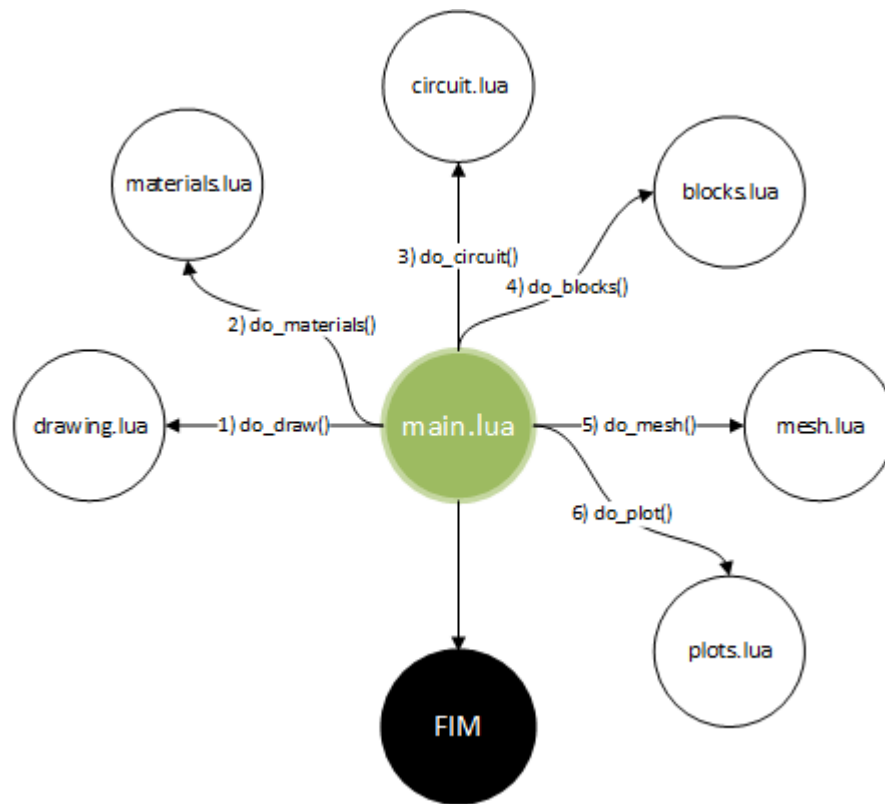 circuit.lua
materials.lua
blocks.lua
3) do_circuit()
4) do_blocks()
2) do_materials()
drawing.lua
1) do_draw()
main.lua
5) do_mesh()
mesh.lua
6) do_plot()
plots.lua
FIM